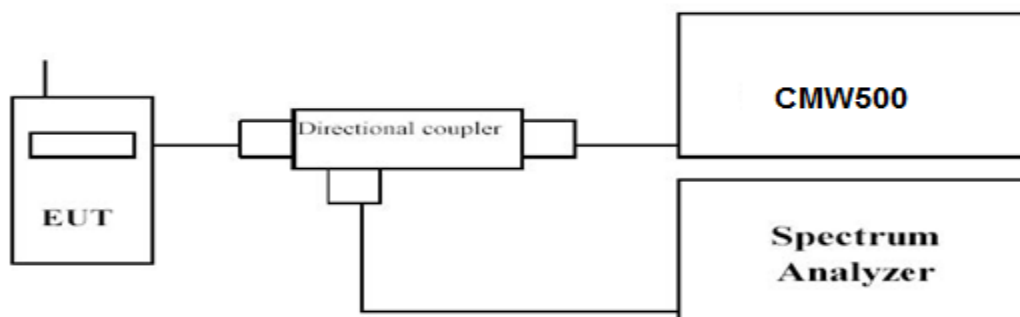 CMW500
Directional coupler
EUT
Spectrum
Analyzer